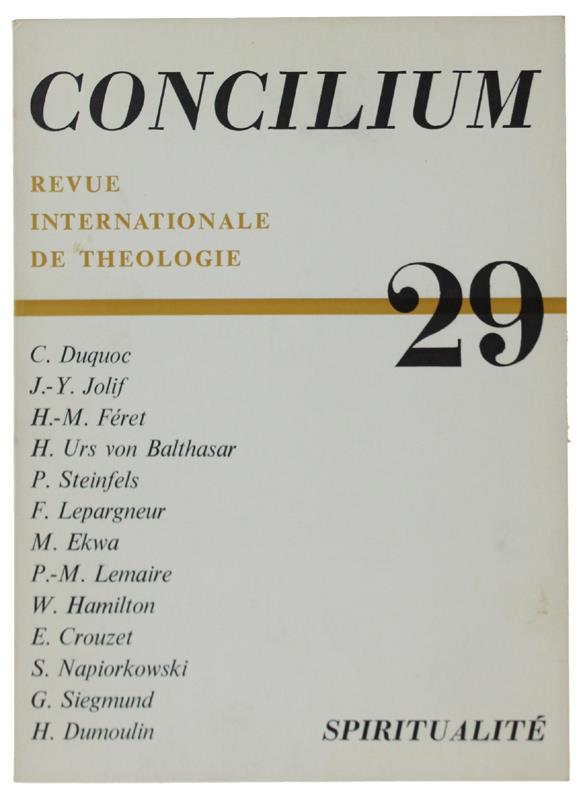 CONCILIUM
REVUE
INTERNATIONALE
DE THEOLOGIE
29
C. Duquoc
J.-Y. Jolif
H.-M. Féret
H. Urs von Balthasar
P. Steinfels
F. Lepargneur
M. Ekwa
P.-M. Lemaire
W. Hamilton
E. Crouzet
S. Napiorkowski
G. Siegmund
H. Dumoulin
SPIRITUALITÉ